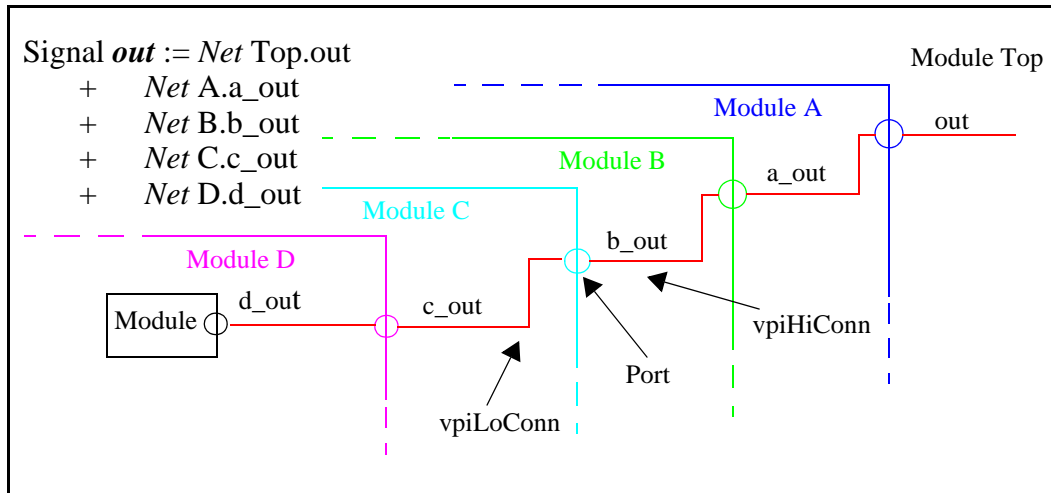 Signal out := Net Top.out
+ Net A.a_out
+ Net B.b_out
+ Net C.c_out
+ Net D.d_out
Module Top
Module A
out
Module B
a_out
Module C
b_out
Module D
d_out
c_out
Module
vpiHiConn
Port
vpiLoConn